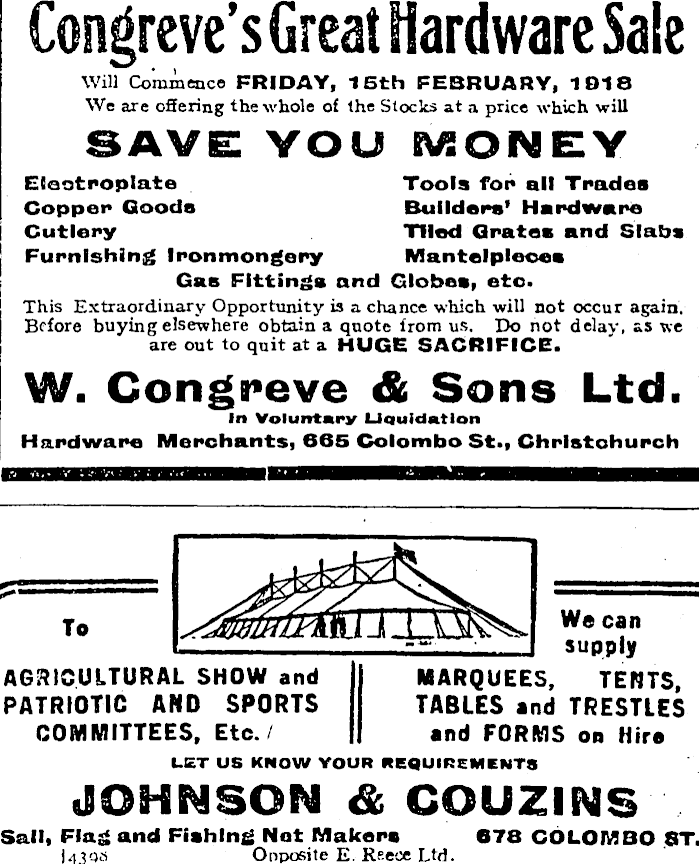 Congreve's Great Hardware Sale
Will Commence FRIDAY, 15th FEBRUARY, 1918
We are offering the whole of the Stocks at a price which will
SAVE YOU MONEY
Electroplate
Copper Goods
Cutlery
Furnishing Ironmongery
Tools for all Trades
Builders' Hardware
Tiled Grates and Slabs
Mantelpieces
Gas Fittings and Globes, etc.
This Extraordinary Opportunity is a chance which will not occur again.
Before buying elsewhere obtain a quote from us. Do not delay, as we
are out to quit at a HUGE SACRIFICE.
W. Congreve & Sons Ltd.
In Voluntary Liquidation
Hardware Merchants, 665 Colombo St., Christchurch
To
AGRICULTURAL SHOW and
PATRIOTIC AND SPORTS
COMMITTEES, Etc.
We can
supply
MARQUEES, TENTS,
TABLES and TRESTLES
and FORMS on Hire
LET US KNOW YOUR REQUIREMENTS
JOHNSON & COUZINS
Sail, Flag and Fishing Net Makers 678 COLOMBO ST.
14398 Opposite E. Reece Ltd.